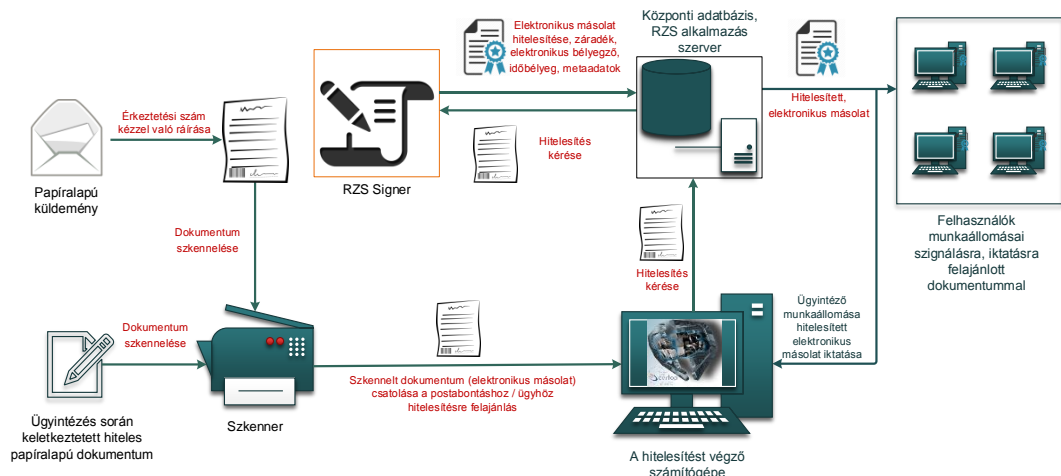 Elektronikus másolat
hitelesítése, záradék,
elektronikus bélyegző,
időbélyeg, metaadatok
Központi adatbázis,
RZS alkalmazás
szerver
Érkeztetési szám
kézzel való ráírása
Hitelesítés
kérése
Hitelesített,
elektronikus másolat
Papíralapú
küldemény
RZS Signer
Felhasználók
munkaállomásai
szignálásra, iktatásra
felajánlott
dokumentummal
Dokumentum
szkennelése
Hitelesítés
kérése
Ügyintéző
munkaállomása
hitelesített
elektronikus
másolat iktatása
Dokumentum
szkennelése
Szkennelt dokumentum (elektronikus másolat)
csatolása a postabontáshoz / ügyhöz
hitelesítésre felajánlás
Ügyintézés során
keletkeztetett hiteles
papíralapú dokumentum
Szkenner
A hitelesítést végző
számítógépe